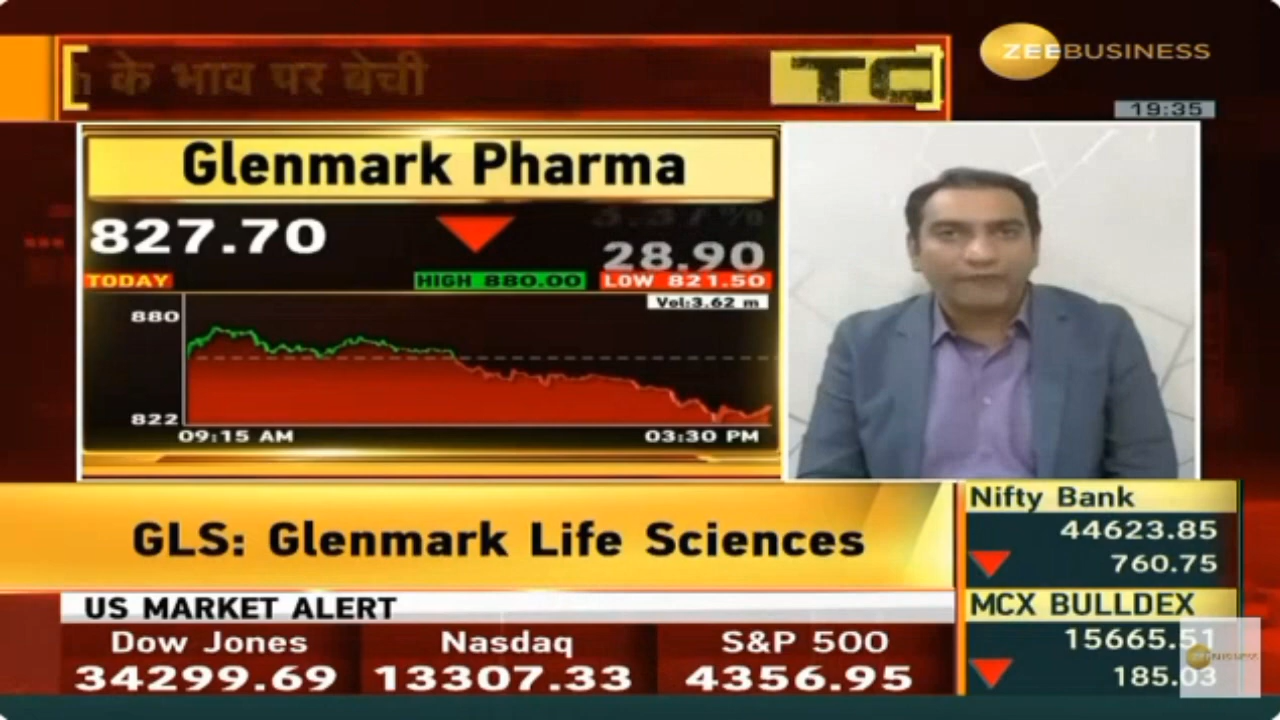 के भाव पर बेची
ZEEBUSINESS
19:35
Glenmark Pharma
827.70
3.37%
28.90
TODAY
HIGH 880.00
LOW 821.50
Vol:3.62 m
880
822
09:15 AM
03:30 PM
GLS: Glenmark Life Sciences
Nifty Bank
44623.85
760.75
US MARKET ALERT
MCX BULLDEX
Dow Jones
Nasdaq
S&P 500
15665.51
34299.69
13307.33
4356.95
185.03
ZEEBUSINESS